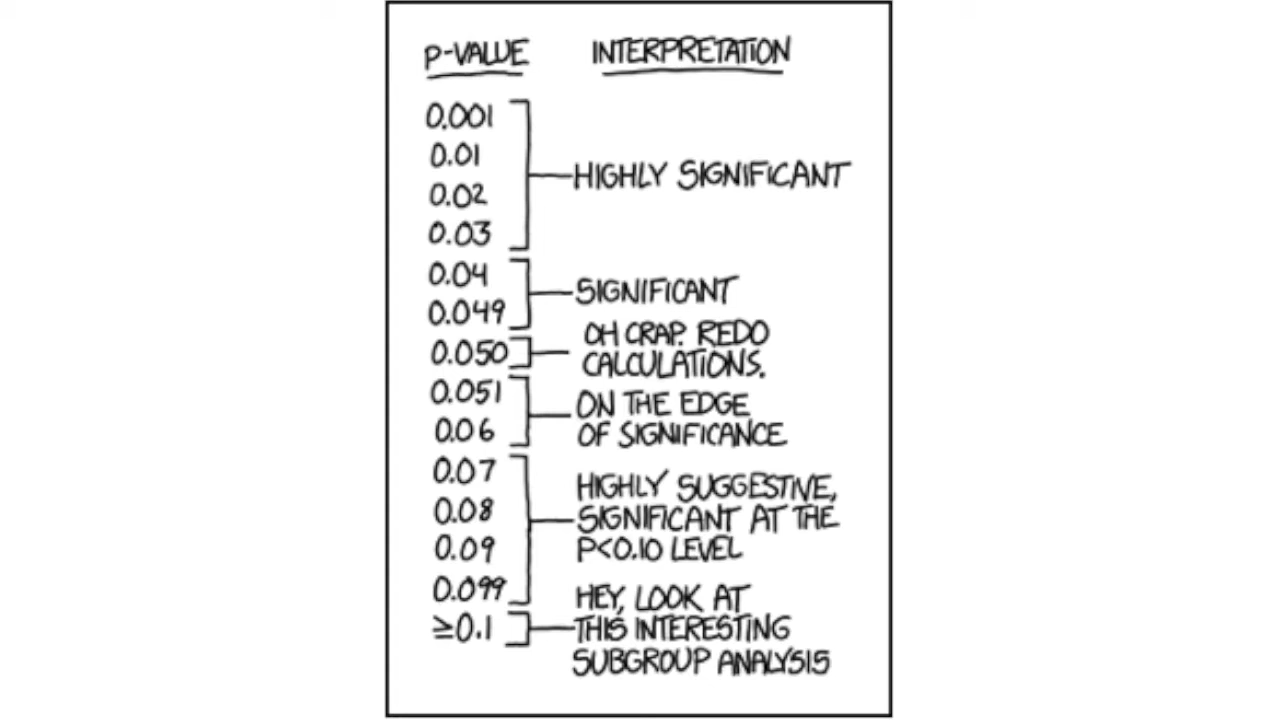 P-VALUE INTERPRETATION
0.001
0.01
HIGHLY SIGNIFICANT
0.02
0.03
0.04
SIGNIFICANT
0.049
OH CRAP. REDO
0.050
CALCULATIONS.
0.051
ON THE EDGE
0.06
OF SIGNIFICANCE
0.07
HIGHLY SUGGESTIVE,
0.08
SIGNIFICANT AT THE
0.09
P<0.10 LEVEL
0.099
HEY, LOOK AT
≥0.1
THIS INTERESTING
SUBGROUP ANALYSIS